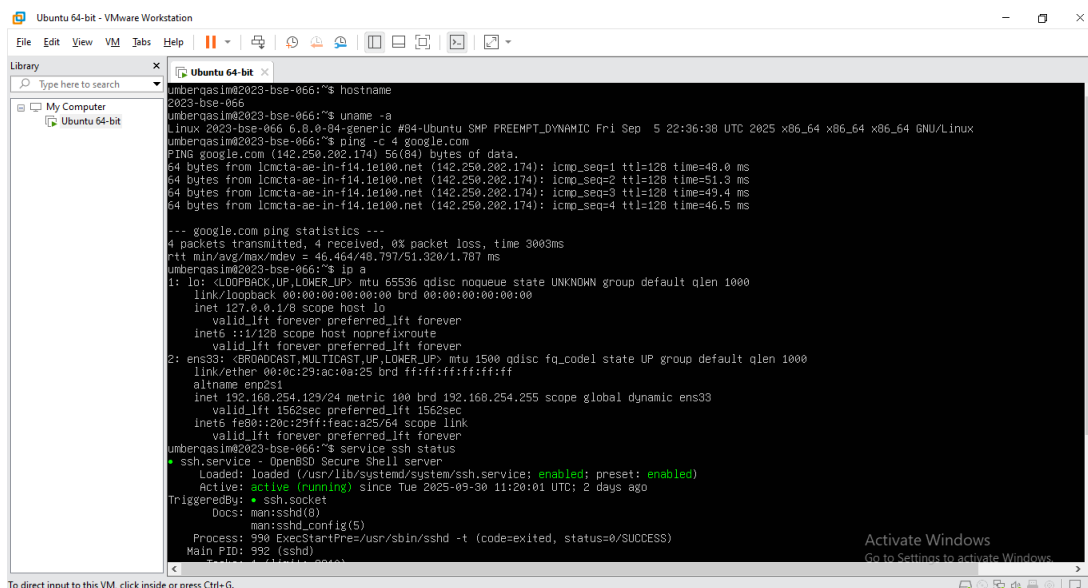 Ubuntu 64-bit - VMware Workstation
File Edit View VM Tabs Help
Library
Type here to search
My Computer
Ubuntu 64-bit
Ubuntu 64-bit
umberqasim@2023-bse-066:~$ hostname
2023-bse-066
umberqasim@2023-bse-066:~$ uname -a
Linux 2023-bse-066 6.8.0-84-generic #84-Ubuntu SMP PREEMPT_DYNAMIC Fri Sep  5 22:36:38 UTC 2025 x86_64 x86_64 x86_64 GNU/Linux
umberqasim@2023-bse-066:~$ ping -c 4 google.com
PING google.com (142.250.202.174) 56(84) bytes of data.
64 bytes from lcmcta-ae-in-f14.1e100.net (142.250.202.174): icmp_seq=1 ttl=128 time=48.0 ms
64 bytes from lcmcta-ae-in-f14.1e100.net (142.250.202.174): icmp_seq=2 ttl=128 time=51.3 ms
64 bytes from lcmcta-ae-in-f14.1e100.net (142.250.202.174): icmp_seq=3 ttl=128 time=49.4 ms
64 bytes from lcmcta-ae-in-f14.1e100.net (142.250.202.174): icmp_seq=4 ttl=128 time=46.5 ms
--- google.com ping statistics ---
4 packets transmitted, 4 received, 0% packet loss, time 3003ms
rtt min/avg/max/mdev = 46.464/48.797/51.320/1.787 ms
umberqasim@2023-bse-066:~$ ip a
1: lo: <LOOPBACK,UP,LOWER_UP> mtu 65536 qdisc noqueue state UNKNOWN group default qlen 1000
link/loopback 00:00:00:00:00:00 brd 00:00:00:00:00:00
inet 127.0.0.1/8 scope host lo
valid_lft forever preferred_lft forever
inet6 ::1/128 scope host noprefixroute
valid_lft forever preferred_lft forever
2: ens33: <BROADCAST,MULTICAST,UP,LOWER_UP> mtu 1500 qdisc fq_codel state UP group default qlen 1000
link/ether 00:0c:29:ac:0a:25 brd ff:ff:ff:ff:ff:ff
altname enp2s1
inet 192.168.254.129/24 metric 100 brd 192.168.254.255 scope global dynamic ens33
valid_lft 1562sec preferred_lft 1562sec
inet6 fe80::20c:29ff:feac:a25/64 scope link
valid_lft forever preferred_lft forever
umberqasim@2023-bse-066:~$ service ssh status
● ssh.service - OpenBSD Secure Shell server
Loaded: loaded (/usr/lib/systemd/system/ssh.service; enabled; preset: enabled)
Active: active (running) since Tue 2025-09-30 11:20:01 UTC; 2 days ago
TriggeredBy: ● ssh.socket
Docs: man:sshd(8)
man:sshd_config(5)
Process: 990 ExecStartPre=/usr/sbin/sshd -t (code=exited, status=0/SUCCESS)
Main PID: 992 (sshd)
Activate Windows
Go to Settings to activate Windows.
To direct input to this VM, click inside or press Ctrl+G.